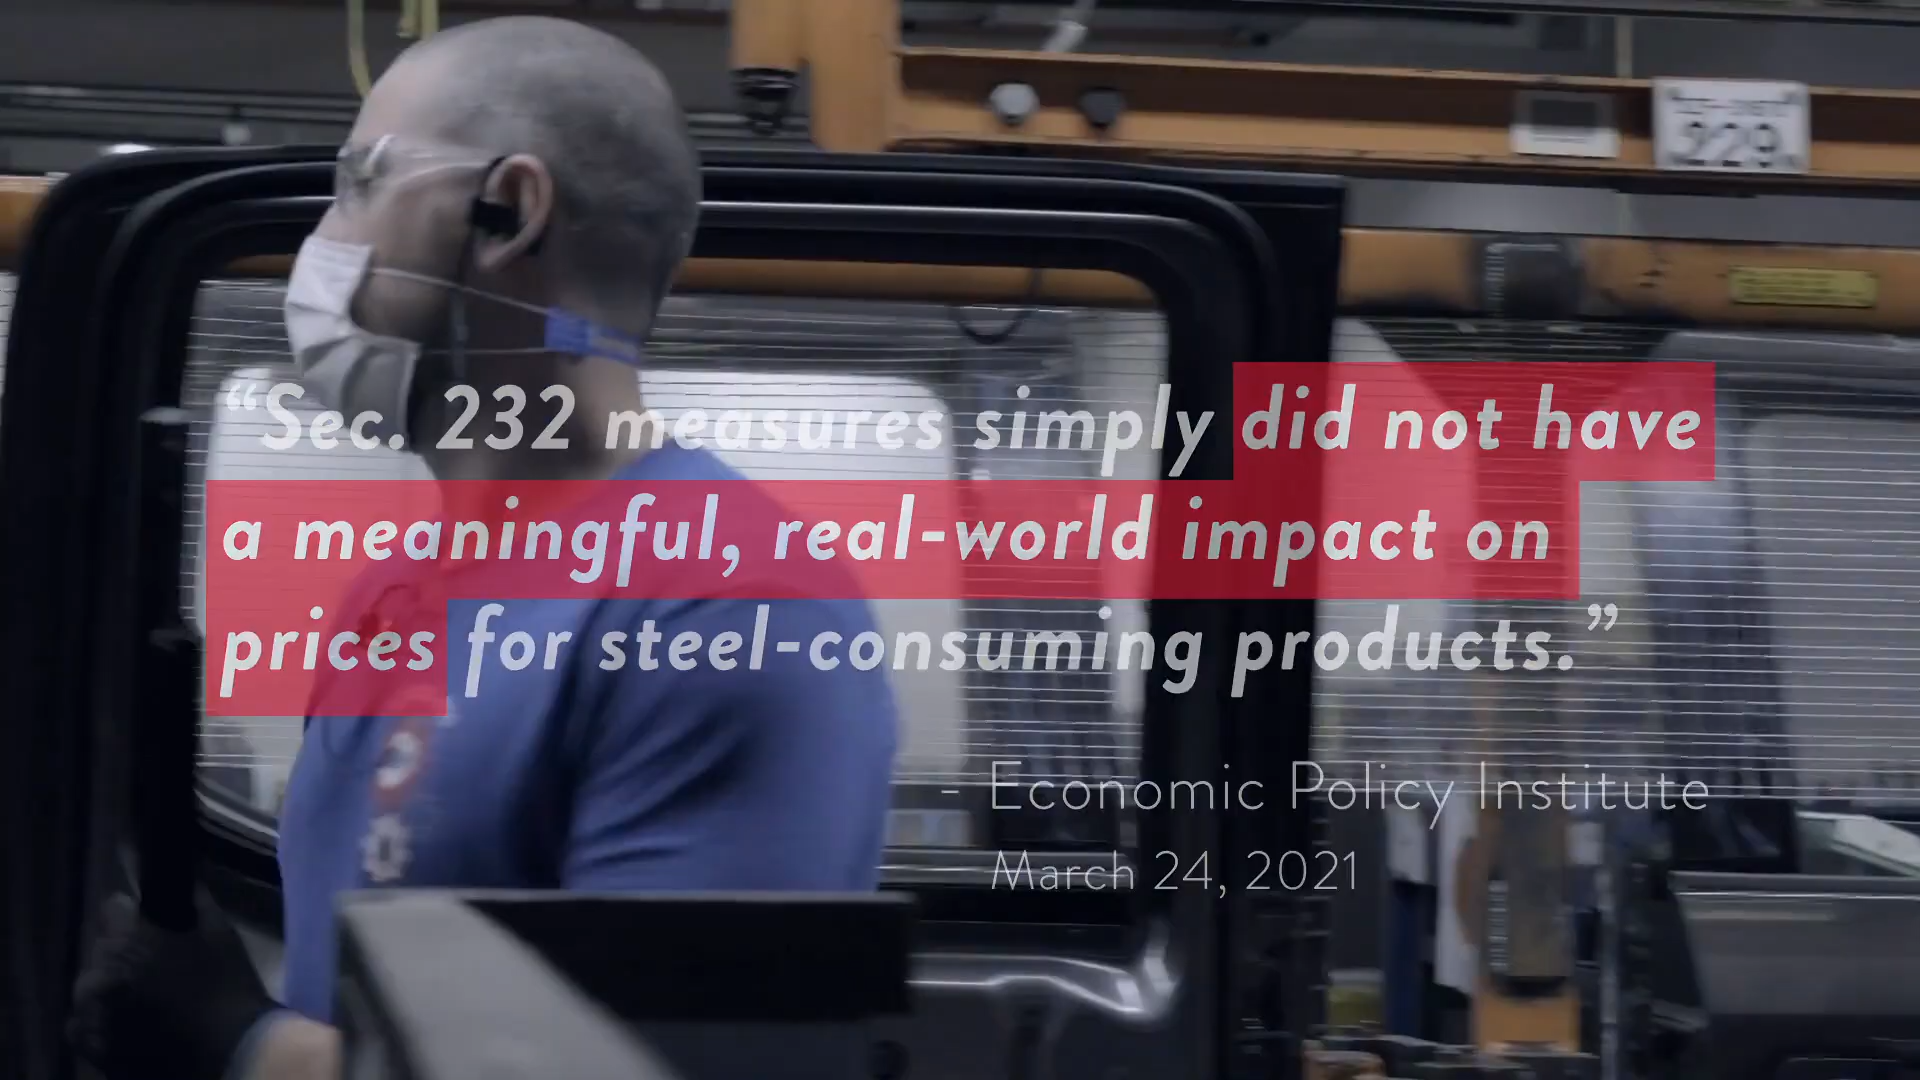 229
“Sec. 232 measures simply did not have
a meaningful, real-world impact on
prices for steel-consuming products.”
- Economic Policy Institute
March 24, 2021